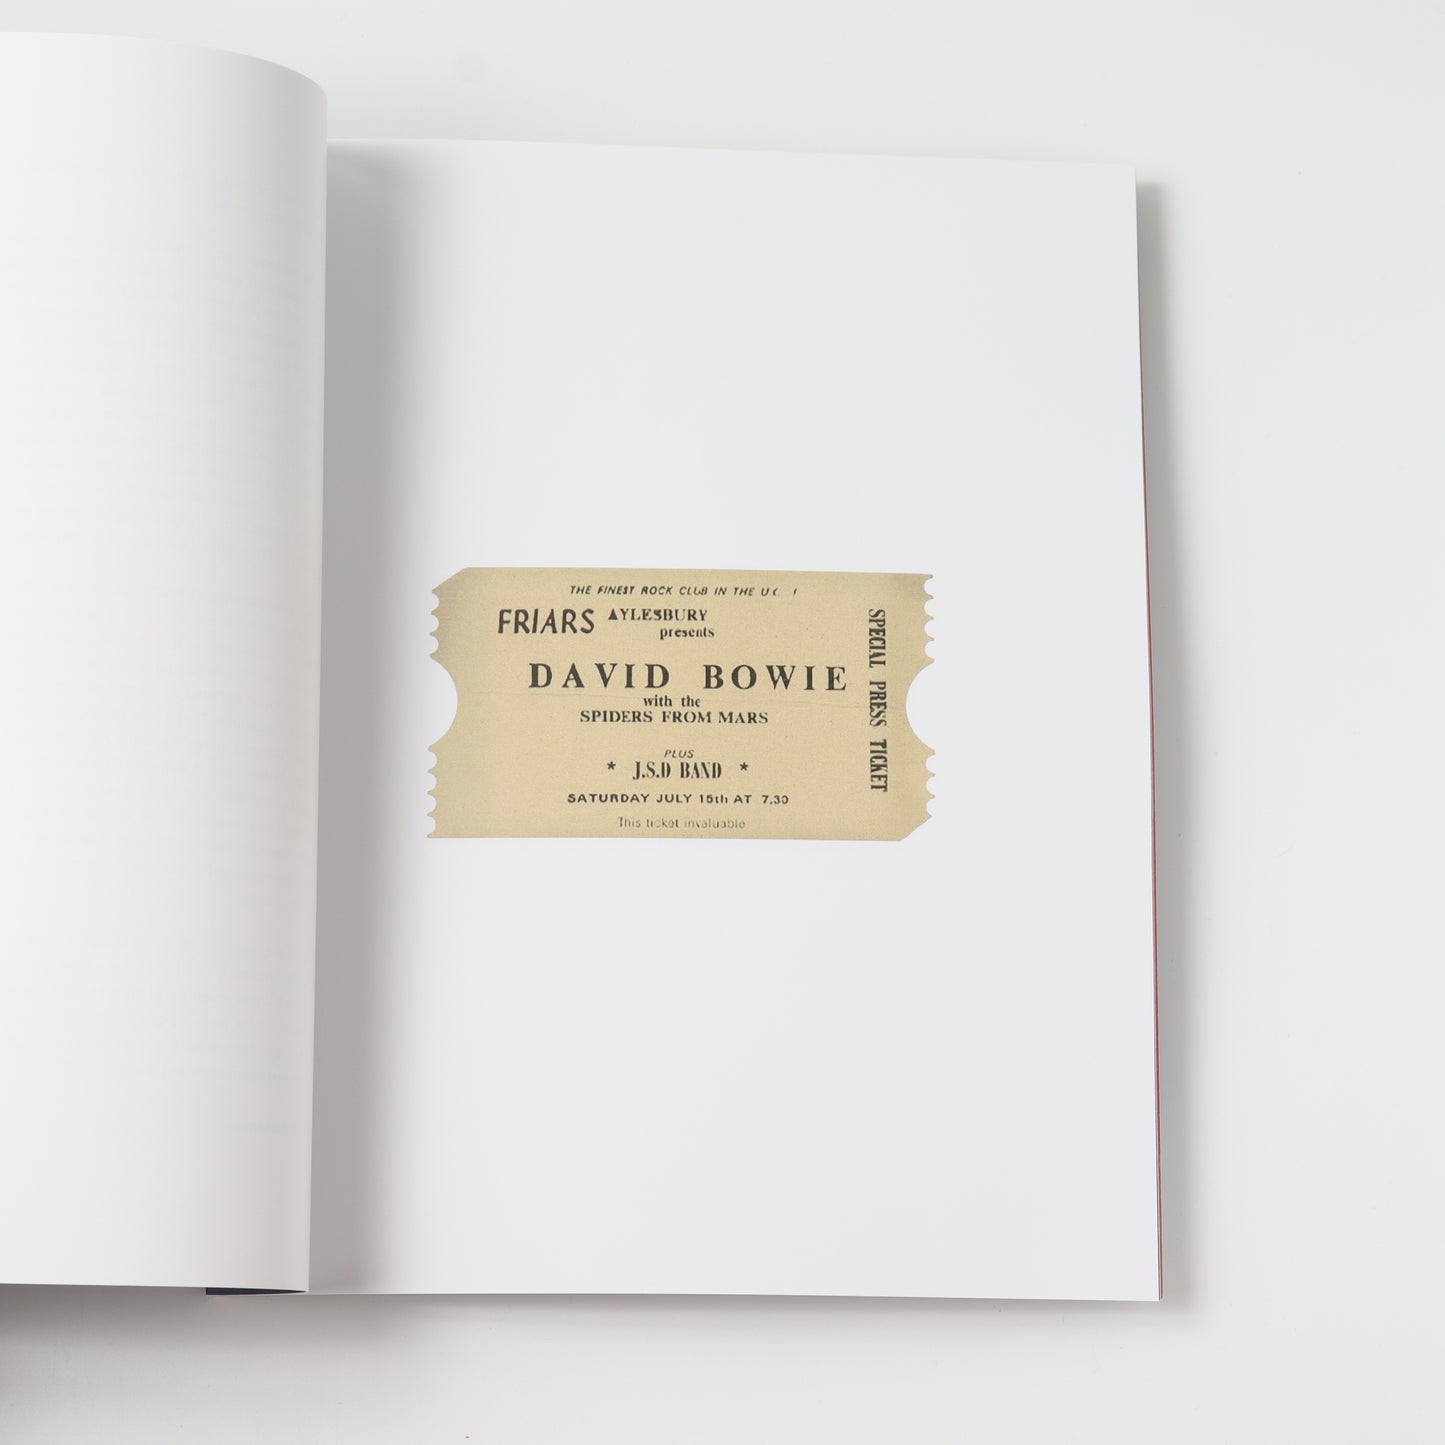 THE FINEST ROCK CLUB IN THE
FRIARS AYLESBURY
presents
DAVID BOWIE
with the
SPIDERS FROM MARS
PLUS
* J.S.D BAND *
SATURDAY JULY 15th AT 7.30
This ticket invaluable
SPECIAL PRESS TICKET